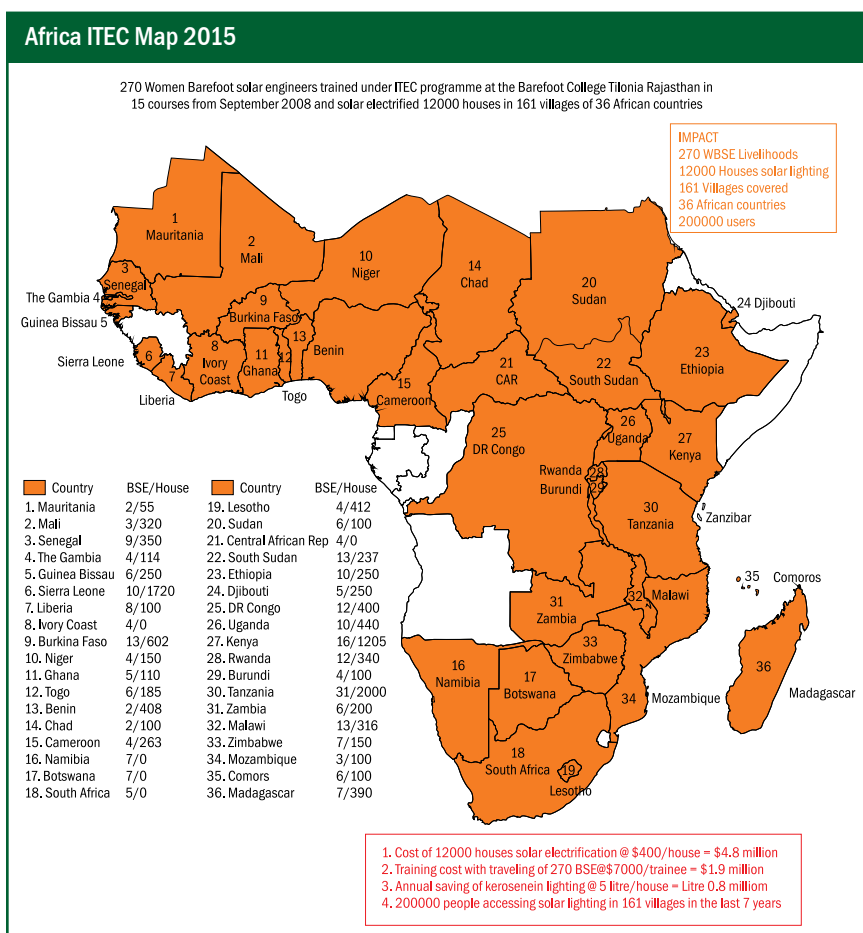 Africa ITEC Map 2015
270 Women Barefoot solar engineers trained under ITEC programme at the Barefoot College Tilonia Rajasthan in
15 courses from September 2008 and solar electrified 12000 houses in 161 villages of 36 African countries
IMPACT
270 WBSE Livelihoods
12000 Houses solar lighting
161 Villages covered
36 African countries
200000 users
1
Mauritania
2
Mali
10
Niger
14
Chad
20
Sudan
3
Senegal
The Gambia 4
Guinea Bissau 5
9
Burkina Faso
24 Djibouti
Sierra Leone
6
7
Liberia
8
Ivory
Coast
11
Ghana
12
Togo
13
Benin
15
Cameroon
21
CAR
22
South Sudan
23
Ethiopia
25
DR Congo
26
Uganda
27
Kenya
Rwanda
28
Burundi
29
30
Tanzania
Zanzibar
31
Zambia
32
Malawi
35
Comoros
33
Zimbabwe
16
Namibia
17
Botswana
34
Mozambique
36
Madagascar
18
South Africa
19
Lesotho
Country BSE/House
1. Mauritania 2/55
2. Mali 3/320
3. Senegal 9/350
4. The Gambia 4/114
5. Guinea Bissau 6/250
6. Sierra Leone 10/1720
7. Liberia 8/100
8. Ivory Coast 4/0
9. Burkina Faso 13/602
10. Niger 4/150
11. Ghana 5/110
12. Togo 6/185
13. Benin 2/408
14. Chad 2/100
15. Cameroon 4/263
16. Namibia 7/0
17. Botswana 7/0
18. South Africa 5/0
Country BSE/House
19. Lesotho 4/412
20. Sudan 6/100
21. Central African Rep 4/0
22. South Sudan 13/237
23. Ethiopia 10/250
24. Djibouti 5/250
25. DR Congo 12/400
26. Uganda 10/440
27. Kenya 16/1205
28. Rwanda 12/340
29. Burundi 4/100
30. Tanzania 31/2000
31. Zambia 6/200
32. Malawi 13/316
33. Zimbabwe 7/150
34. Mozambique 3/100
35. Comors 6/100
36. Madagascar 7/390
1. Cost of 12000 houses solar electrification @ $400/house = $4.8 million
2. Training cost with traveling of 270 BSE@$7000/trainee = $1.9 million
3. Annual saving of kerosenein lighting @ 5 litre/house = Litre 0.8 milliom
4. 200000 people accessing solar lighting in 161 villages in the last 7 years